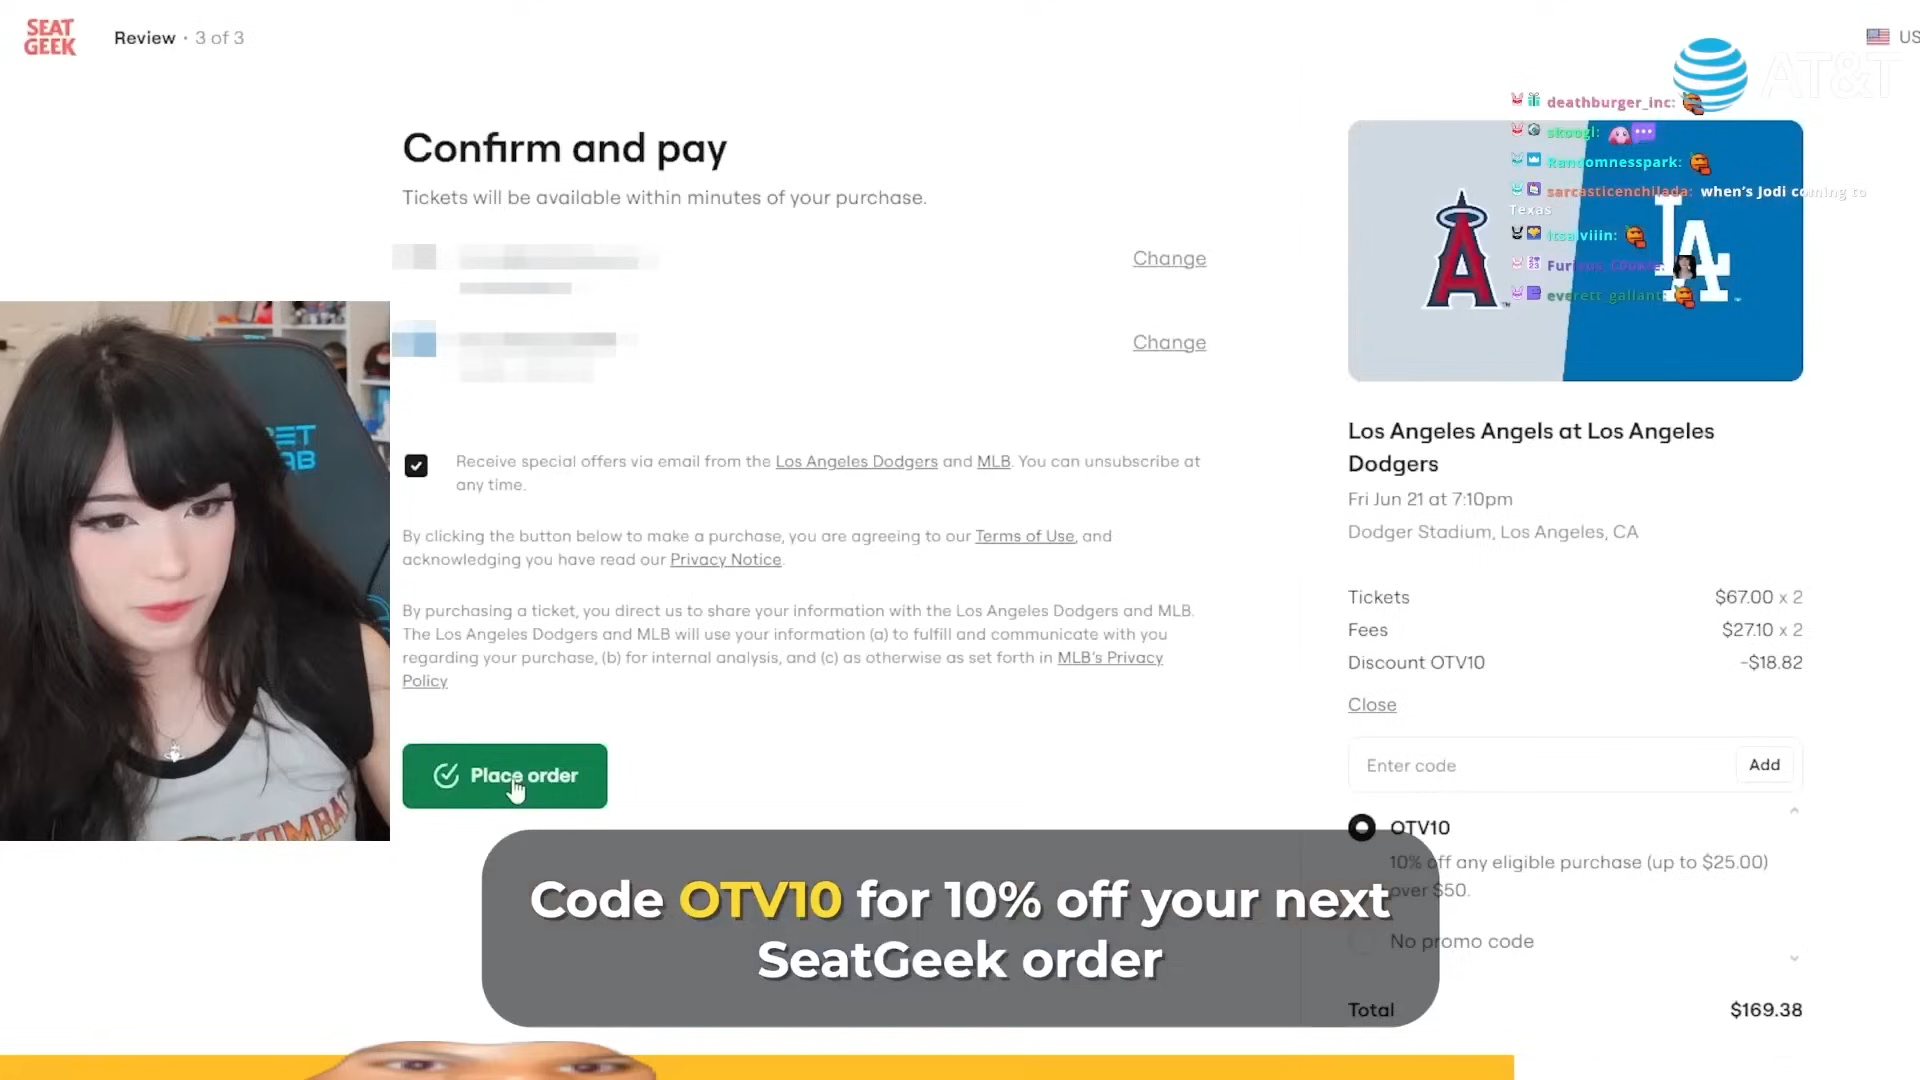 SEAT
GEEK
Review · 3 of 3
US
AT&T
Confirm and pay
Tickets will be available within minutes of your purchase.
Change
Change
Receive special offers via email from the Los Angeles Dodgers and MLB. You can unsubscribe at
any time.
By clicking the button below to make a purchase, you are agreeing to our Terms of Use, and
acknowledging you have read our Privacy Notice.
By purchasing a ticket, you direct us to share your information with the Los Angeles Dodgers and MLB.
The Los Angeles Dodgers and MLB will use your information (a) to fulfill and communicate with you
regarding your purchase, (b) for internal analysis, and (c) as otherwise as set forth in MLB's Privacy
Policy
Place order
deathburger_inc:
skoogl:
Randomnesspark:
sarcasticenchilada: when's Jodi coming to
Texas
itsalviiin:
Furious_C00kie:
everett_gallant:
A
LA
Los Angeles Angels at Los Angeles
Dodgers
Fri Jun 21 at 7:10pm
Dodger Stadium, Los Angeles, CA
Tickets $67.00 x 2
Fees $27.10 x 2
Discount OTV10 -$18.82
Close
Enter code Add
OTV10
10% off any eligible purchase (up to $25.00)
over $50.
No promo code
Total $169.38
Code OTV10 for 10% off your next
SeatGeek order